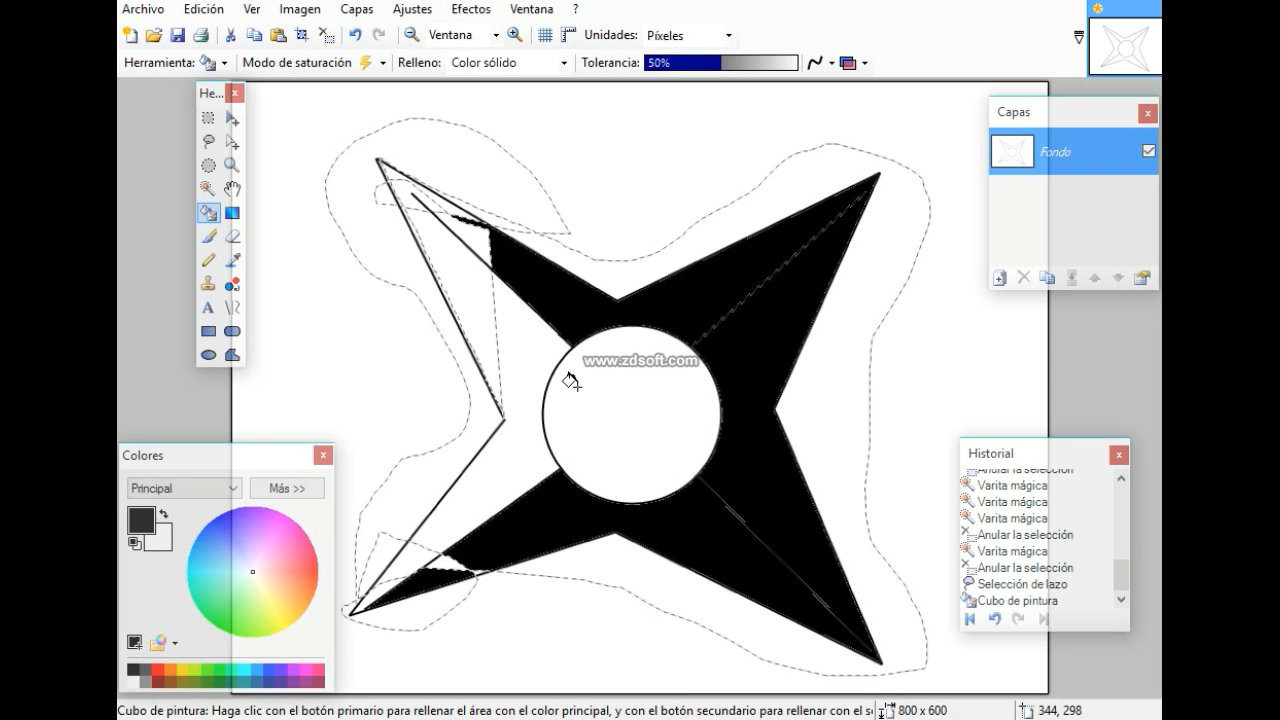 Archivo Edición Ver Imagen Capas Ajustes Efectos Ventana ?
Ventana Unidades: Píxeles
Herramienta: Modo de saturación Relleno: Color sólido Tolerancia: 50%
He...
Capas
Fondo
www.zdsoft.com
Colores
Principal Más >>
Historial
Anular la selección
Varita mágica
Varita mágica
Varita mágica
Anular la selección
Varita mágica
Anular la selección
Selección de lazo
Cubo de pintura
Cubo de pintura: Haga clic con el botón primario para rellenar el área con el color principal, y con el botón secundario para rellenar con el s 800 x 600 344, 298